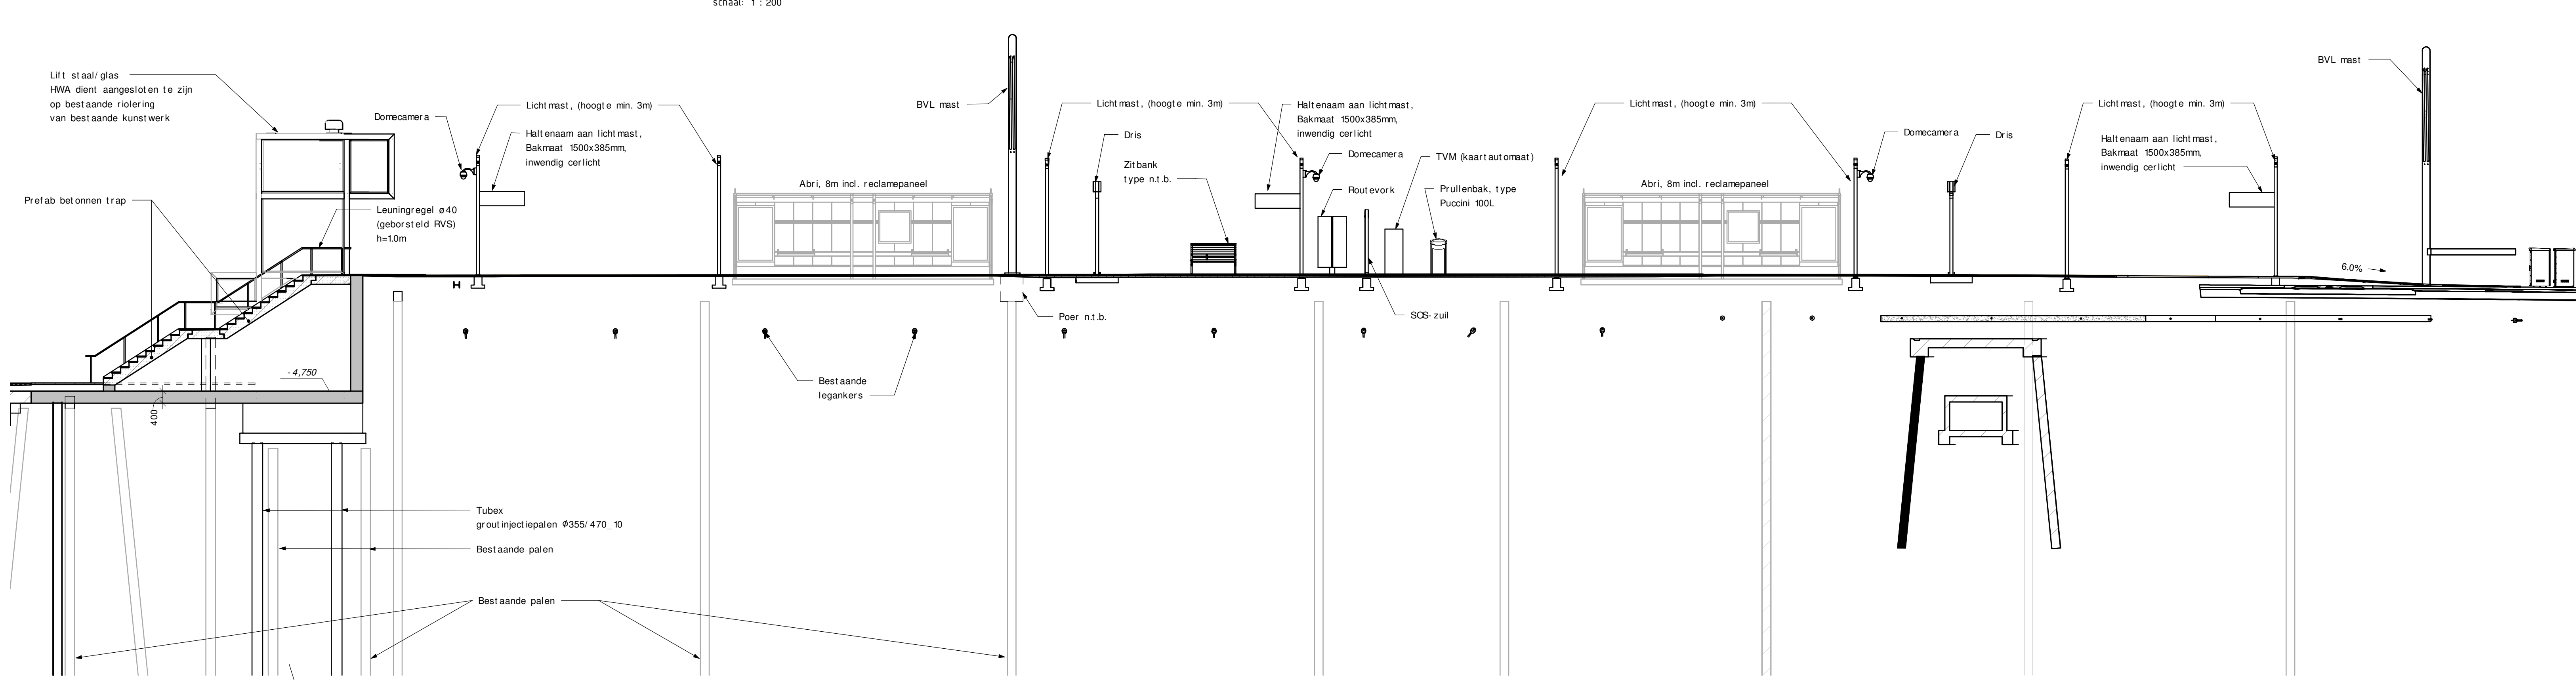 schaal: 1 : 200
Lift staal/glas
HWA dient aangesloten te zijn
op bestaande riolering
van bestaande kunstwerk
Prefab betonnen trap
Domecamera
Leuningregel ø40
(geborsteld RVS)
h=1.0m
Lichtmast, (hoogte min. 3m)
Haltenaam aan lichtmast,
Bakmaat 1500x385mm,
inwendig cerlicht
Abri, 8m incl. reclamepaneel
BVL mast
Lichtmast, (hoogte min. 3m)
Dris
Zitbank
type n.t.b.
Haltenaam aan lichtmast,
Bakmaat 1500x385mm,
inwendig cerlicht
Domecamera
Routevork
TVM (kaartautomaat)
Prullenbak, type
Puccini 100L
Lichtmast, (hoogte min. 3m)
Abri, 8m incl. reclamepaneel
Domecamera
Dris
Lichtmast, (hoogte min. 3m)
Haltenaam aan lichtmast,
Bakmaat 1500x385mm,
inwendig cerlicht
BVL mast
6.0%
H
Poer n.t.b.
SOS-zuil
- 4,750
400
Bestaande
legankers
Tubex
groutinjectiepalen Ø355/470_10
Bestaande palen
Bestaande palen